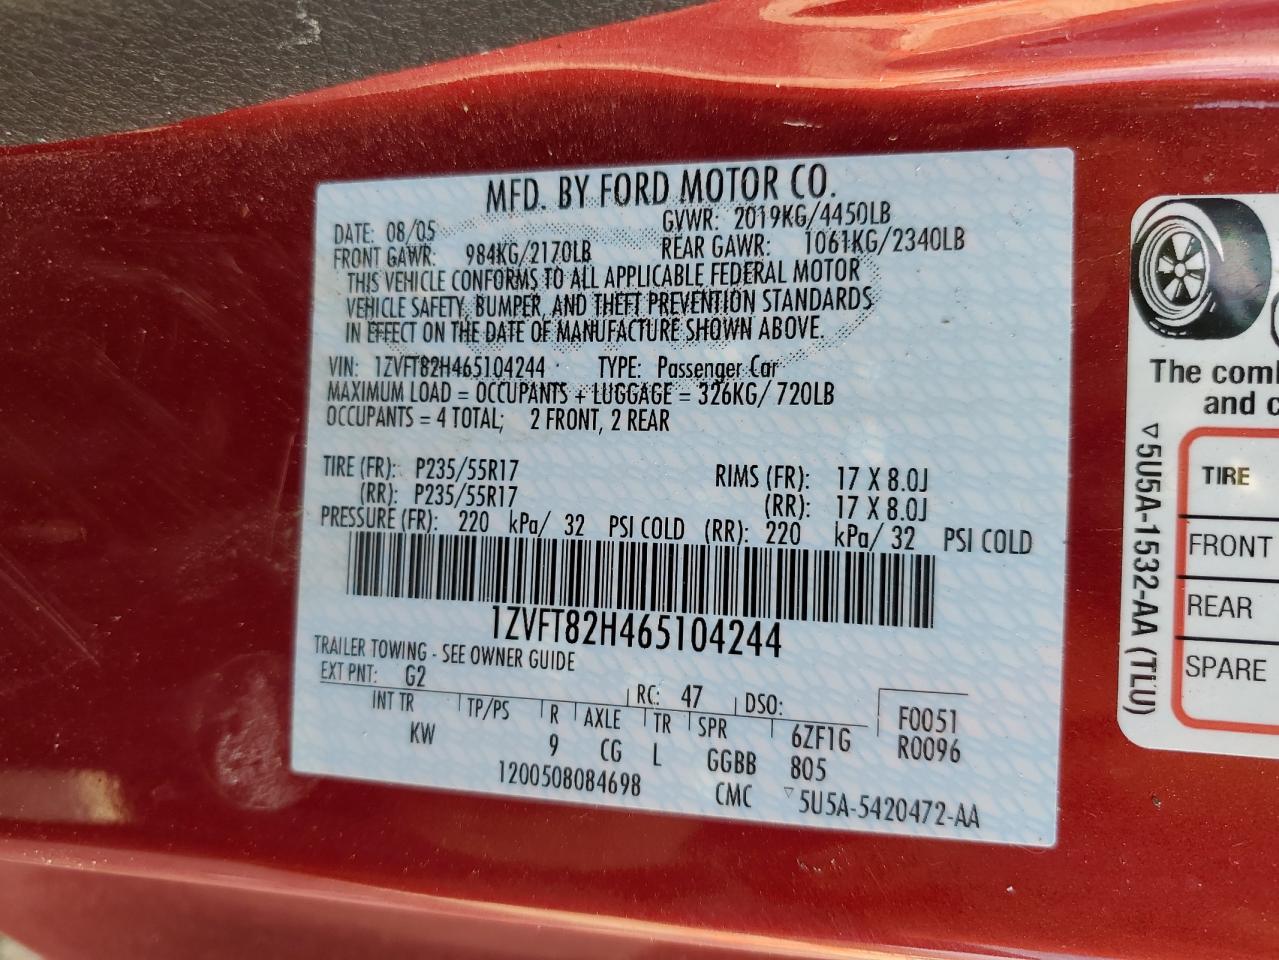 MFD. BY FORD MOTOR CO.
DATE: 08/05 GVWR: 2019KG/4450LB
FRONT GAWR: 984KG/2170LB REAR GAWR: 1061KG/2340LB
THIS VEHICLE CONFORMS TO ALL APPLICABLE FEDERAL MOTOR
VEHICLE SAFETY, BUMPER, AND THEFT PREVENTION STANDARDS
IN EFFECT ON THE DATE OF MANUFACTURE SHOWN ABOVE.
VIN: 1ZVFT82H465104244 TYPE: Passenger Car
MAXIMUM LOAD = OCCUPANTS + LUGGAGE = 326KG/ 720LB
OCCUPANTS = 4 TOTAL; 2 FRONT, 2 REAR
TIRE (FR): P235/55R17 RIMS (FR): 17 X 8.0J
(RR): P235/55R17 (RR): 17 X 8.0J
PRESSURE (FR): 220 kPa/ 32 PSI COLD (RR): 220 kPa/ 32 PSI COLD
1ZVFT82H465104244
TRAILER TOWING - SEE OWNER GUIDE
EXT PNT: G2 RC: 47 DSO: F0051
INT TR TP/PS R AXLE TR SPR 6ZF1G R0096
KW 9 CG L GGBB 805
1200508084698 CMC ▽5U5A-5420472-AA
The com
and c
▽5U5A-1532-AA (TLU)
TIRE
FRONT
REAR
SPARE